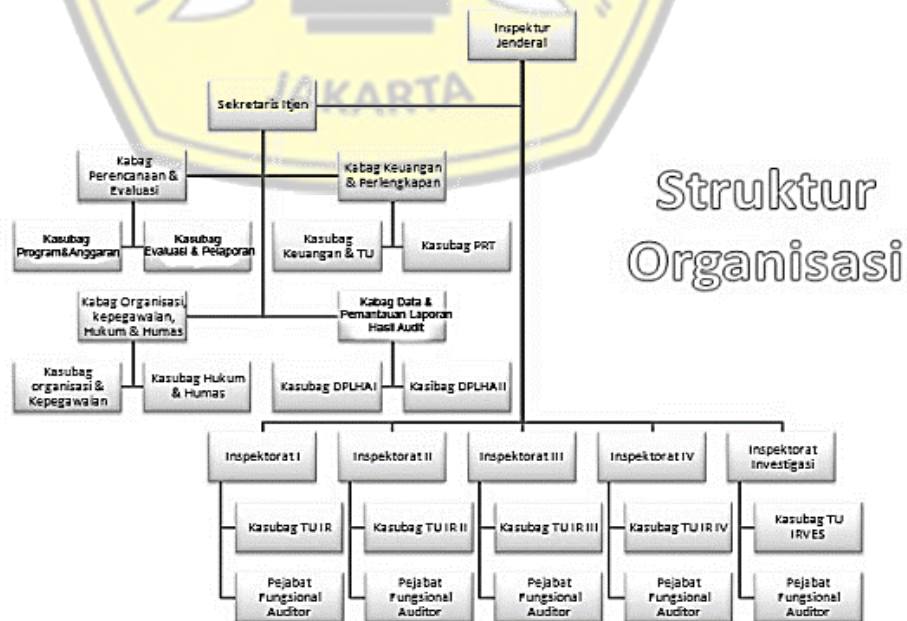 JAKARTA
Inspektur
Jenderal
Sekretaris Itjen
Kabag
Perencanaan &
Evaluasi
Kabag Keuangan
& Perlengkapan
Kasubag
Program&Anggaran
Kasubag
Evaluasi & Pelaporan
Kasubag
Keuangan & TU
Kasubag PRT
Struktur
Organisasi
Kabag Organisasi,
kepegawaian,
Hukum & Humas
Kabag Data &
Pemantauan Laporan
Hasil Audit
Kasubag
organisasi &
Kepegawaian
Kasubag Hukum
& Humas
Kasubag DPLHA I
Kasibag DPLHA II
Inspektorat I
Inspektorat II
Inspektorat III
Inspektorat IV
Inspektorat
Investigasi
Kasubag TU IR
Kasubag TU IR II
Kasubag TU IR III
Kasubag TU IR IV
Kasubag TU
IRVES
Pejabat
Fungsional
Auditor
Pejabat
Fungsional
Auditor
Pejabat
Fungsional
Auditor
Pejabat
Fungsional
Auditor
Pejabat
Fungsional
Auditor